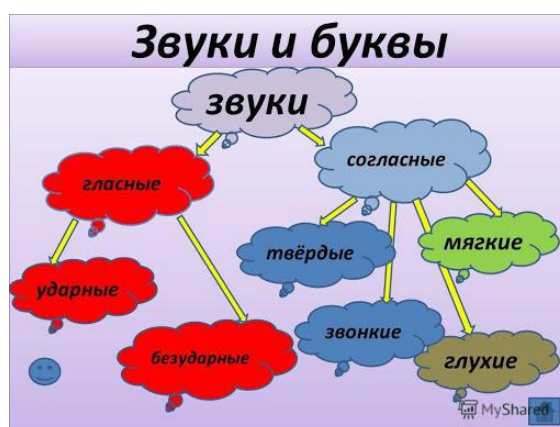 Звуки и буквы
звуки
гласные
согласные
ударные
безударные
твёрдые
мягкие
звонкие
глухие
MyShared